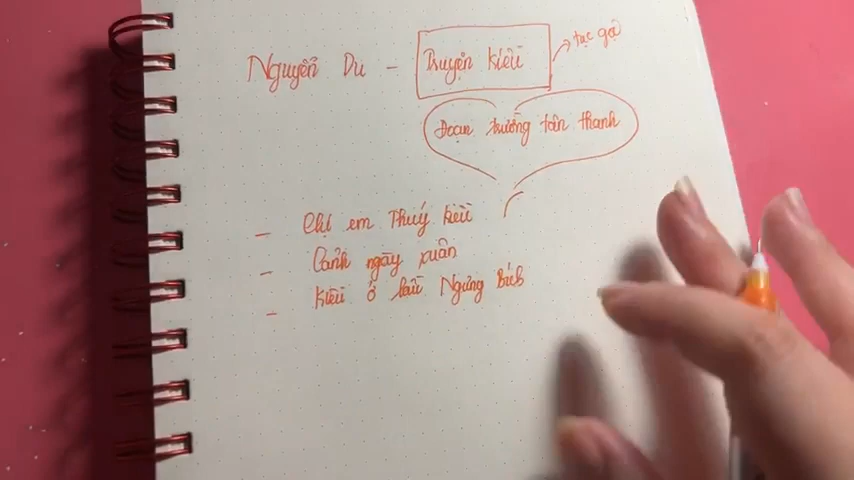 Nguyễn Du - Truyện Kiều → tác giả
Đoạn trường tân thanh
- Chị em Thuý Kiều
- Cảnh ngày xuân
- Kiều ở lầu Ngưng Bích